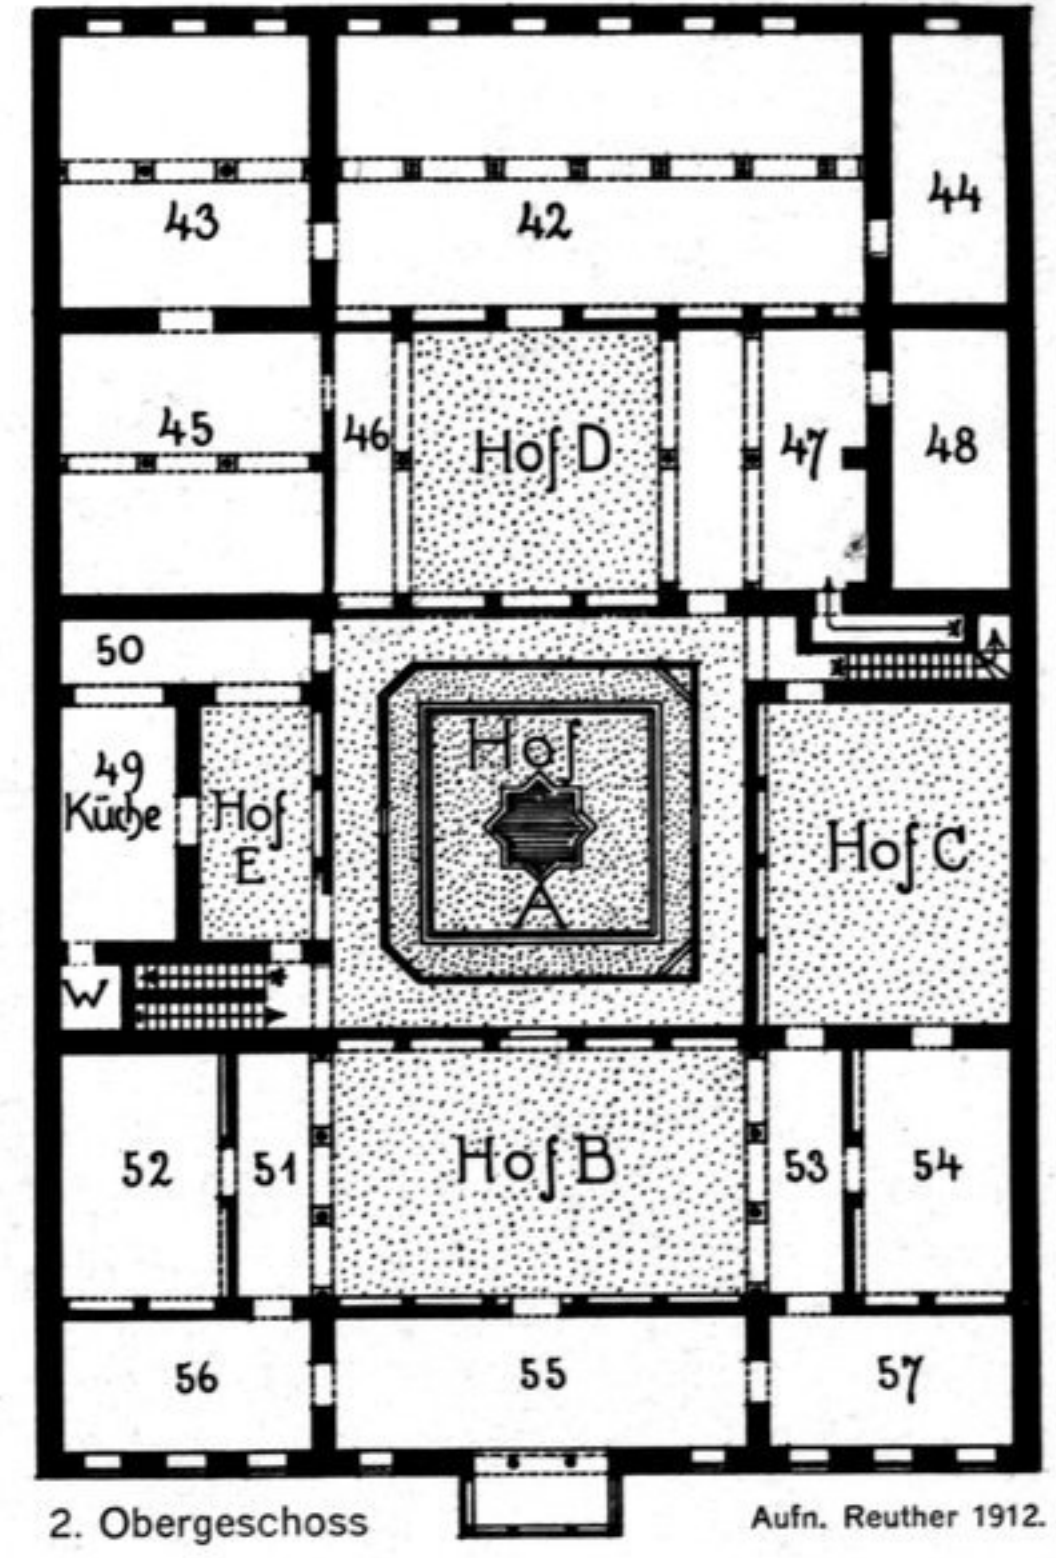 43
42
44
45
46
Hof D
47
48
50
49
Küche
Hof
E
Hof
A
Hof C
W
52
51
Hof B
53
54
56
55
57
2. Obergeschoss
Aufn. Reuther 1912.